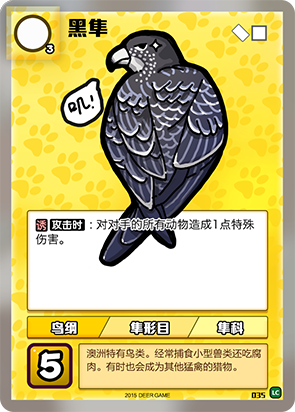 黑隼
3
叽!
诱 攻击时：对对手的所有动物造成1点特殊
伤害。
鸟纲 隼形目 隼科
5
澳洲特有鸟类。经常捕食小型兽类还吃腐
肉。有时也会成为其他猛禽的猎物。
2015 DEER GAME
035 LC